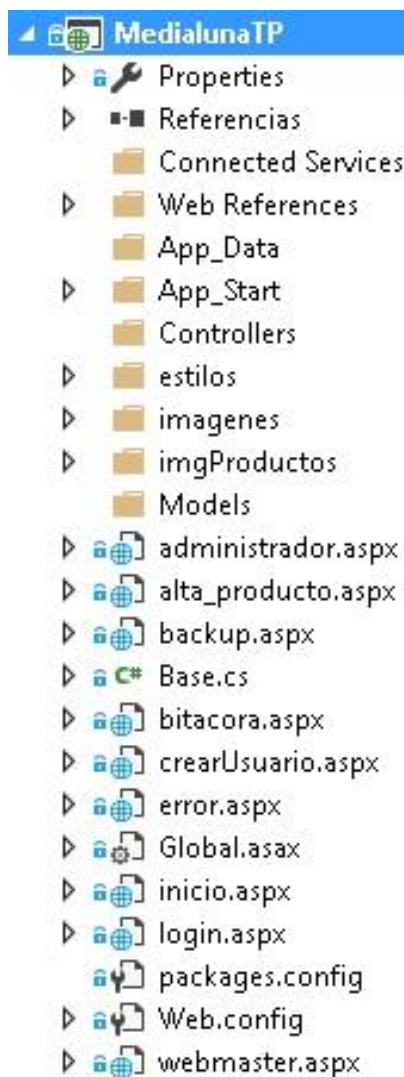 MedialunaTP
Properties
Referencias
Connected Services
Web References
App_Data
App_Start
Controllers
estilos
imagenes
imgProductos
Models
administrador.aspx
alta_producto.aspx
backup.aspx
C# Base.cs
bitacora.aspx
crearUsuario.aspx
error.aspx
Global.asax
inicio.aspx
login.aspx
packages.config
Web.config
webmaster.aspx